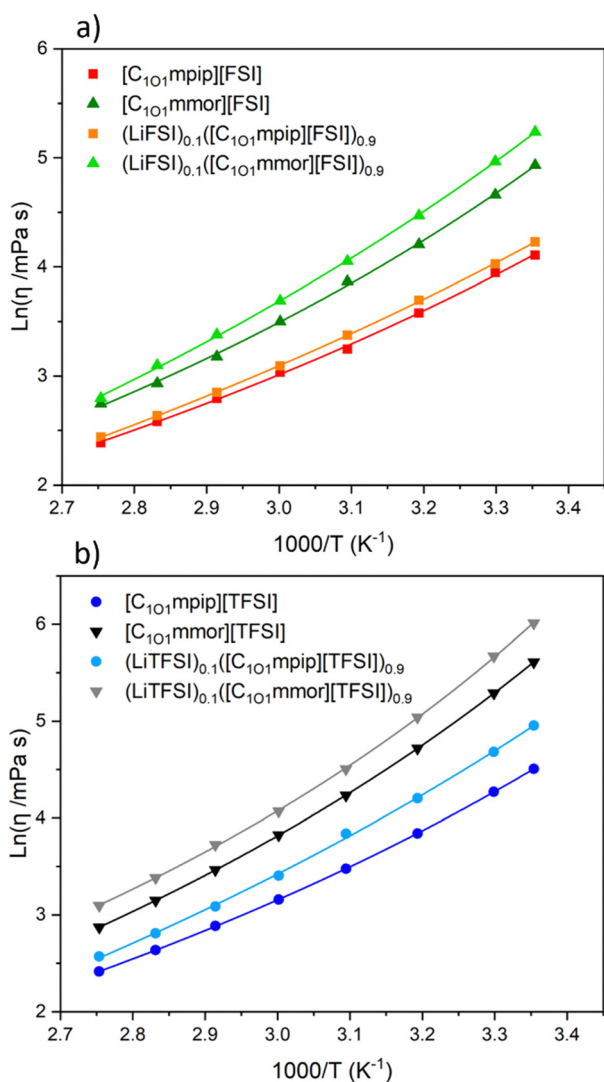 a)
6
5
4
3
2
Ln(η /mPa s)
[C₁O₁mpip][FSI]
[C₁O₁mmor][FSI]
(LiFSI)₀.₁([C₁O₁mpip][FSI])₀.₉
(LiFSI)₀.₁([C₁O₁mmor][FSI])₀.₉
2.7 2.8 2.9 3.0 3.1 3.2 3.3 3.4
1000/T (K⁻¹)
b)
6
5
4
3
2
Ln(η /mPa s)
[C₁O₁mpip][TFSI]
[C₁O₁mmor][TFSI]
(LiTFSI)₀.₁([C₁O₁mpip][TFSI])₀.₉
(LiTFSI)₀.₁([C₁O₁mmor][TFSI])₀.₉
2.7 2.8 2.9 3.0 3.1 3.2 3.3 3.4
1000/T (K⁻¹)